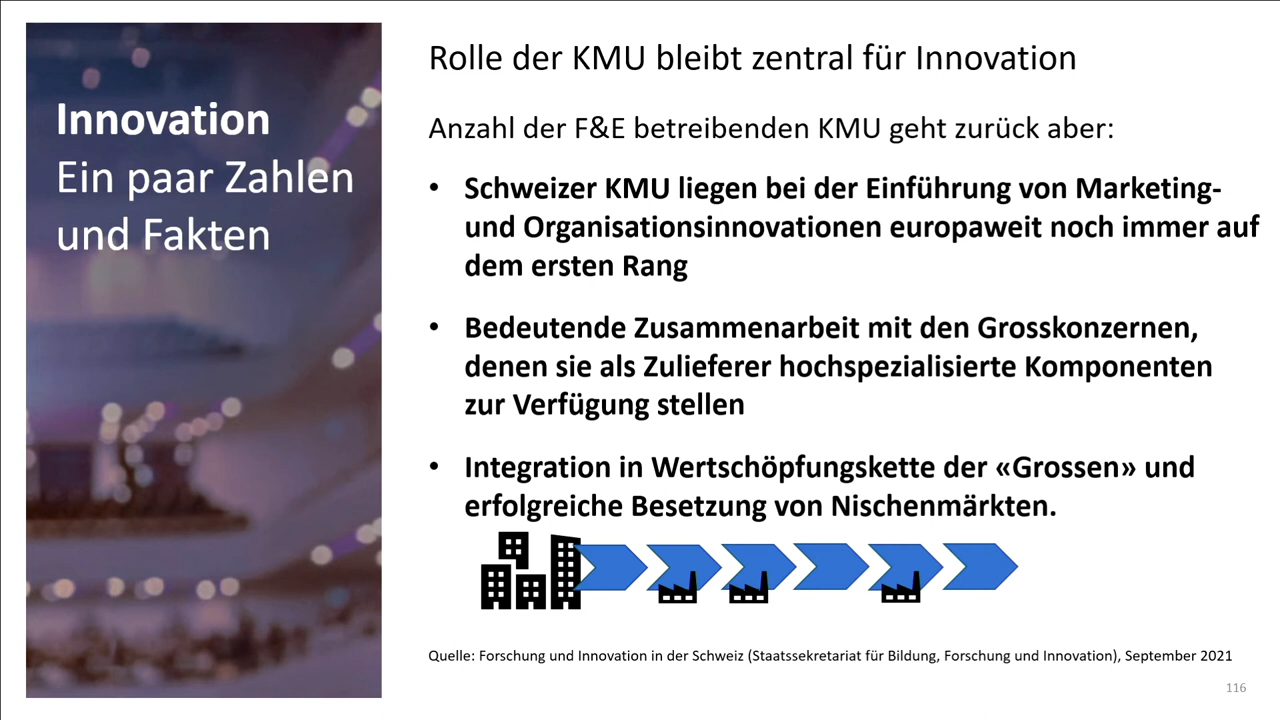 Innovation
Ein paar Zahlen
und Fakten
Rolle der KMU bleibt zentral für Innovation
Anzahl der F&E betreibenden KMU geht zurück aber:
• Schweizer KMU liegen bei der Einführung von Marketing-
und Organisationsinnovationen europaweit noch immer auf
dem ersten Rang
• Bedeutende Zusammenarbeit mit den Grosskonzernen,
denen sie als Zulieferer hochspezialisierte Komponenten
zur Verfügung stellen
• Integration in Wertschöpfungskette der «Grossen» und
erfolgreiche Besetzung von Nischenmärkten.
Quelle: Forschung und Innovation in der Schweiz (Staatssekretariat für Bildung, Forschung und Innovation), September 2021
116